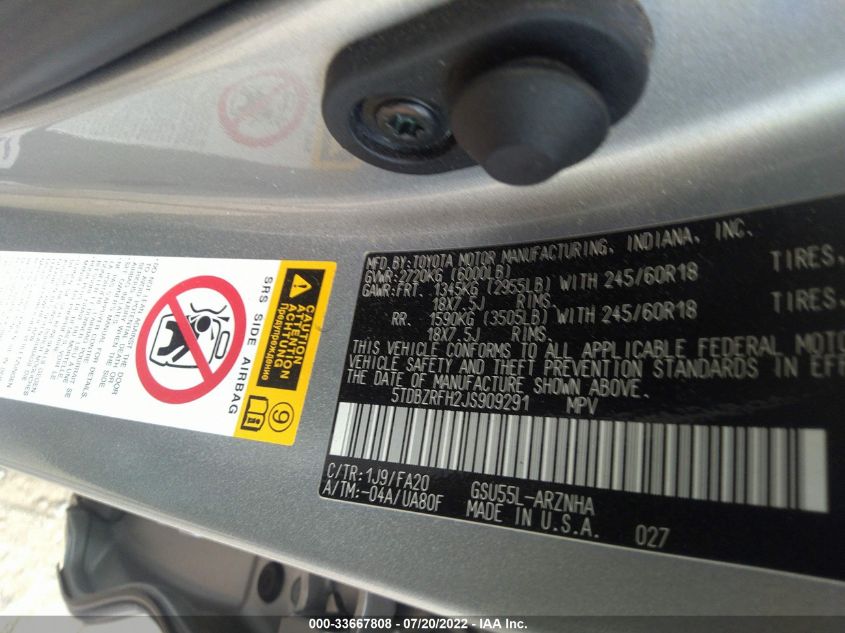 MFD.BY:TOYOTA MOTOR MANUFACTURING, INDIANA, INC.
GVWR:2720KG (6000LB)
GAWR:FRT. 1345KG (2955LB) WITH 245/60R18 TIRES,
18X7.5J RIMS,
RR. 1590KG (3505LB) WITH 245/60R18 TIRES,
18X7.5J RIMS,
THIS VEHICLE CONFORMS TO ALL APPLICABLE FEDERAL MOTO
VEHICLE SAFETY AND THEFT PREVENTION STANDARDS IN EFF
THE DATE OF MANUFACTURE SHOWN ABOVE.
5TDBZRFH2JS909291 MPV
C/TR:1J9/FA20 GSU55L-ARZNHA
A/TM:-04A/UA80F MADE IN U.S.A. 027
SRS SIDE AIRBAG
CAUTION
ATTENTION
ACHTUNG
Предупреждение
9
000-33667808 - 07/20/2022 - IAA Inc.